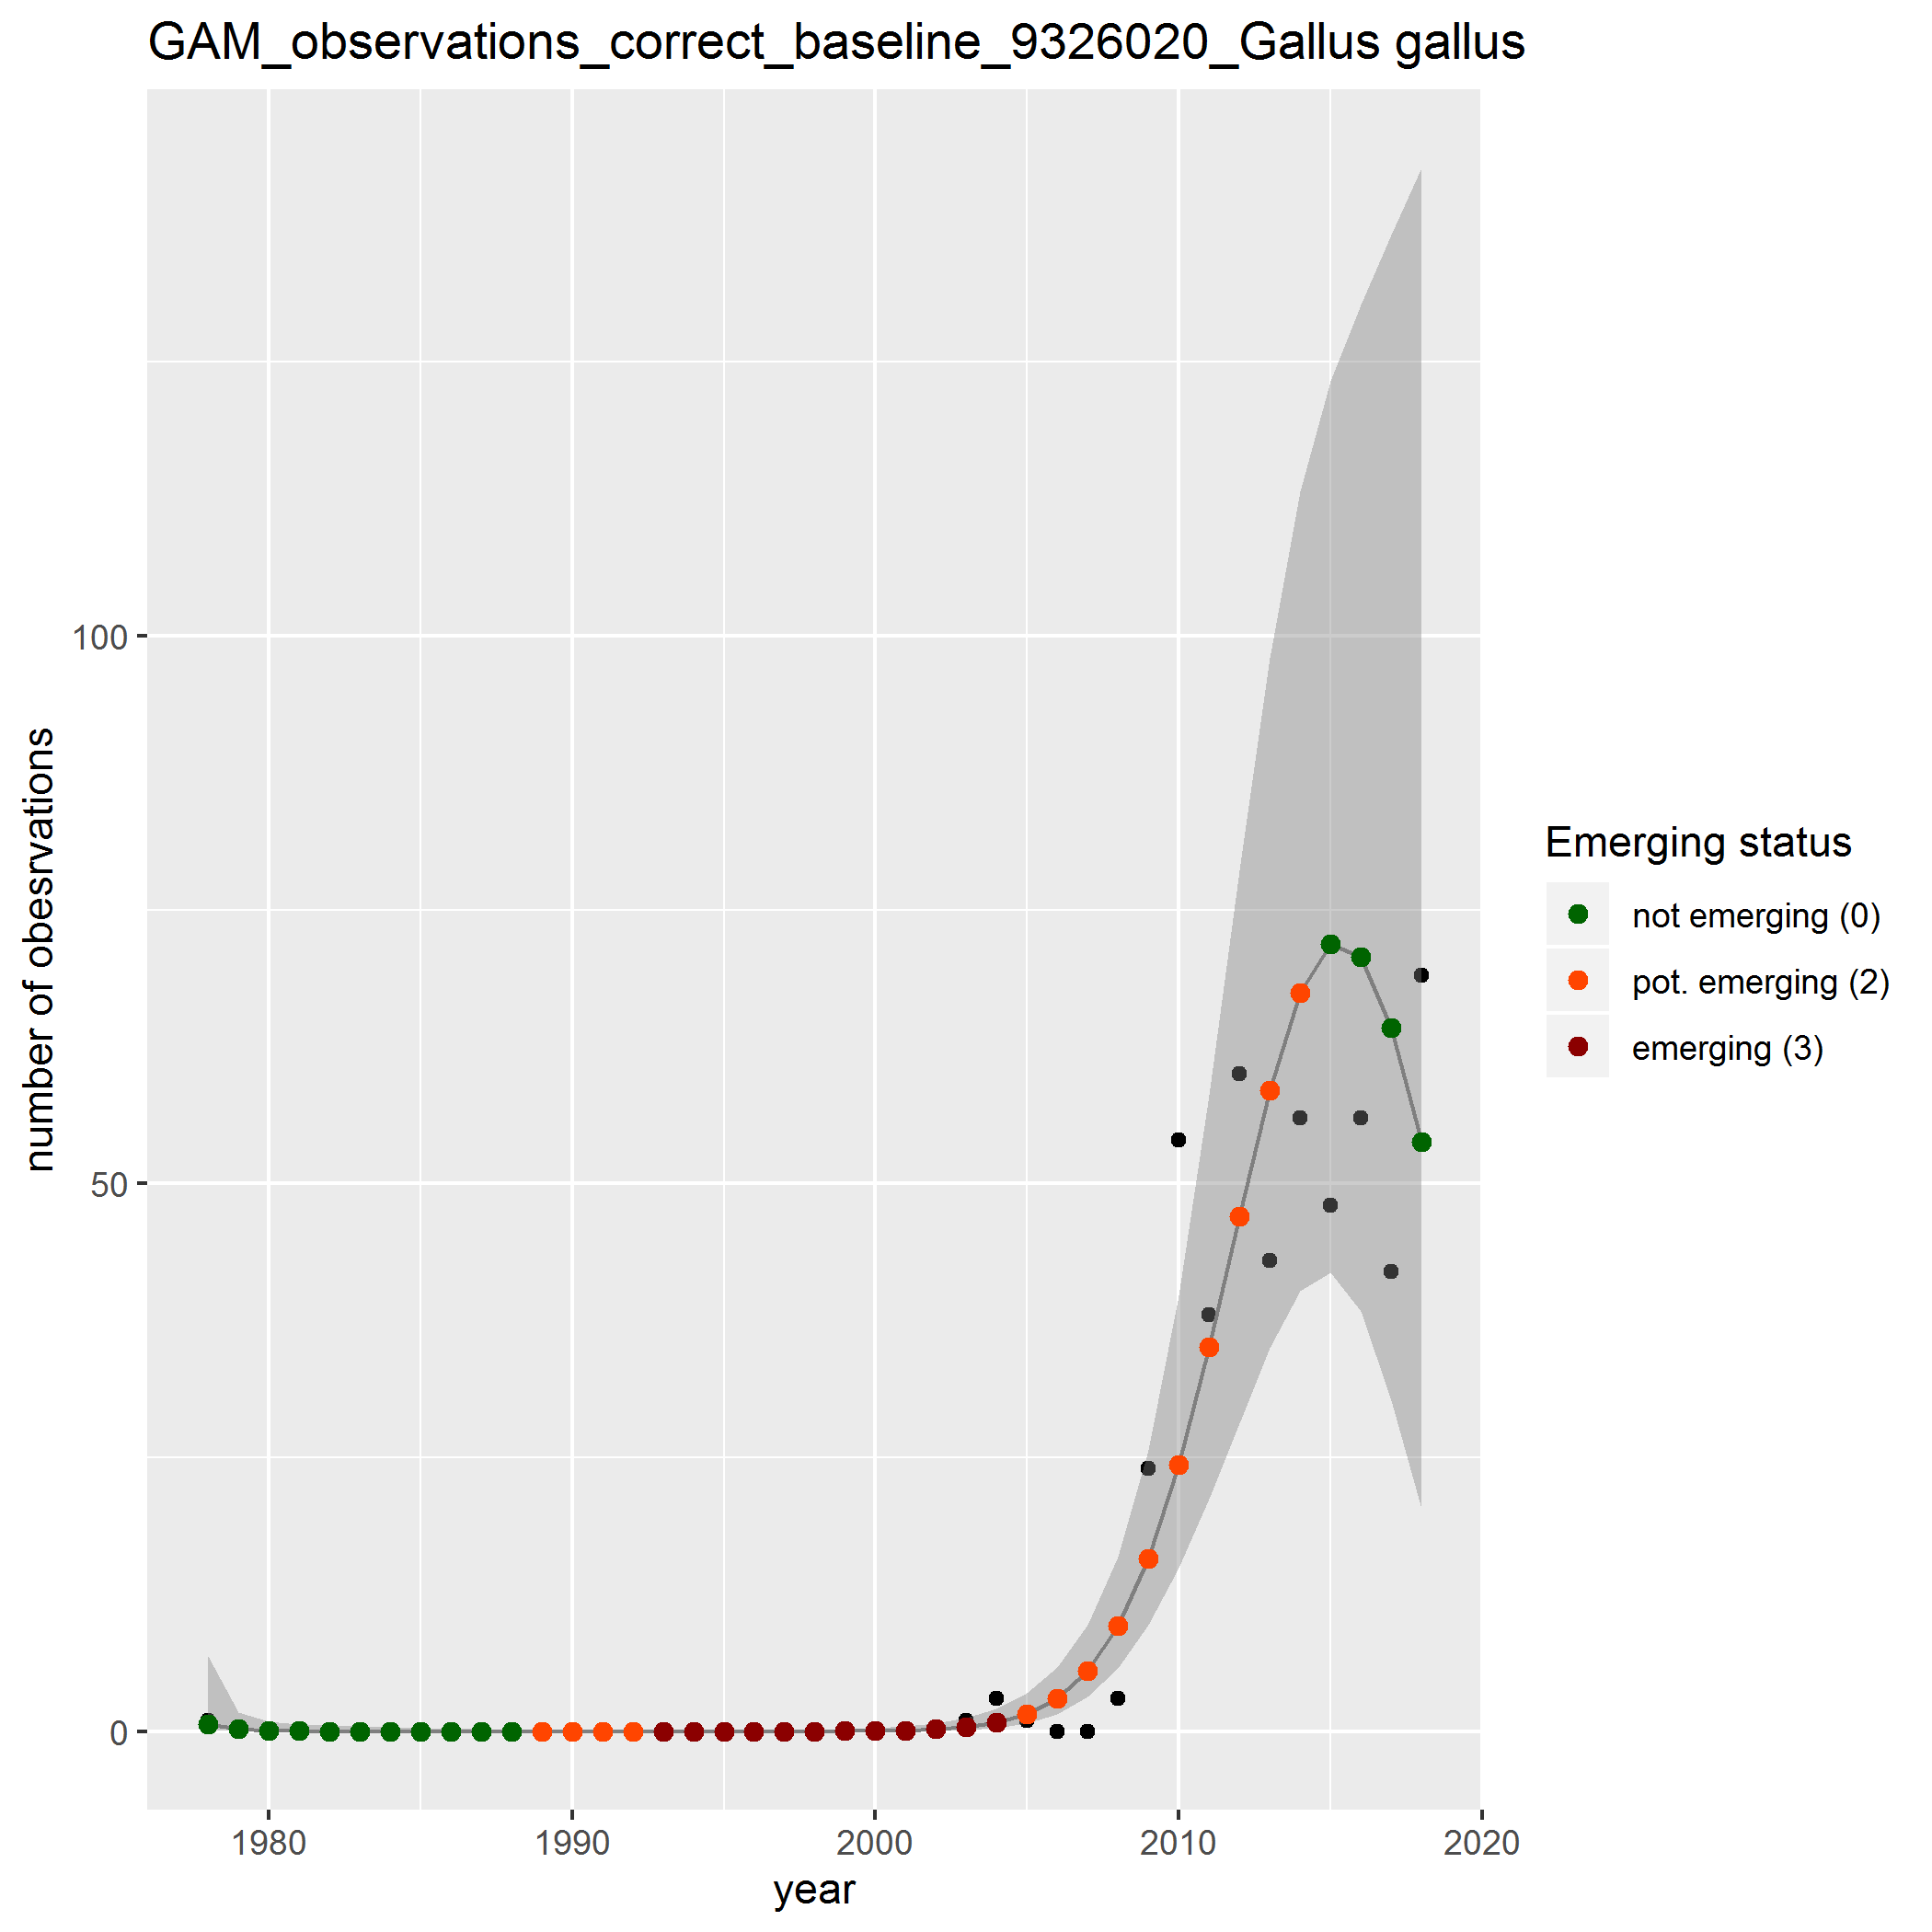 GAM_observations_correct_baseline_9326020_Gallus gallus
number of obesrvations
100
50
0
1980
1990
2000
2010
2020
year
Emerging status
not emerging (0)
pot. emerging (2)
emerging (3)